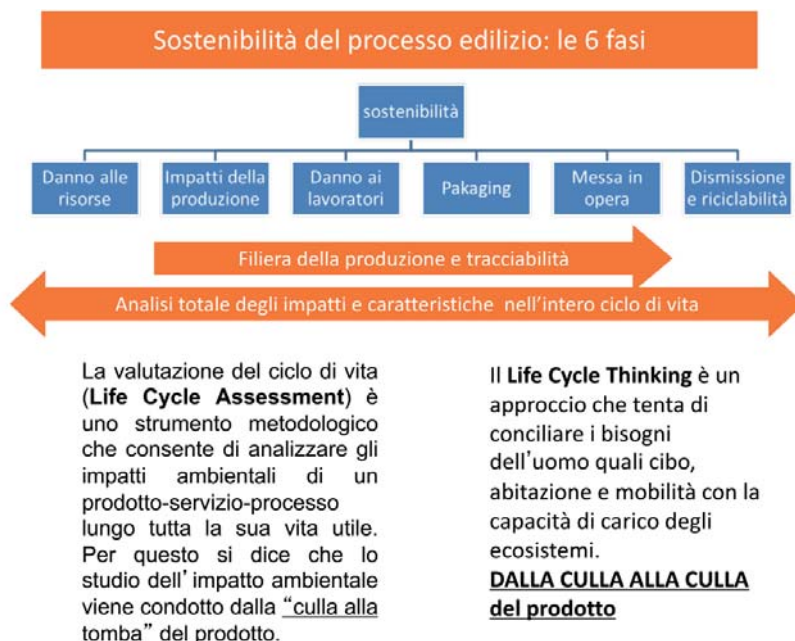 Sostenibilità del processo edilizio: le 6 fasi
sostenibilità
Danno alle
risorse
Impatti della
produzione
Danno ai
lavoratori
Pakaging
Messa in
opera
Dismissione
e riciclabilità
Filiera della produzione e tracciabilità
Analisi totale degli impatti e caratteristiche nell'intero ciclo di vita
La valutazione del ciclo di vita
(Life Cycle Assessment) è
uno strumento metodologico
che consente di analizzare gli
impatti ambientali di un
prodotto-servizio-processo
lungo tutta la sua vita utile.
Per questo si dice che lo
studio dell'impatto ambientale
viene condotto dalla “culla alla
tomba” del prodotto.
Il Life Cycle Thinking è un
approccio che tenta di
conciliare i bisogni
dell'uomo quali cibo,
abitazione e mobilità con la
capacità di carico degli
ecosistemi.
DALLA CULLA ALLA CULLA
del prodotto